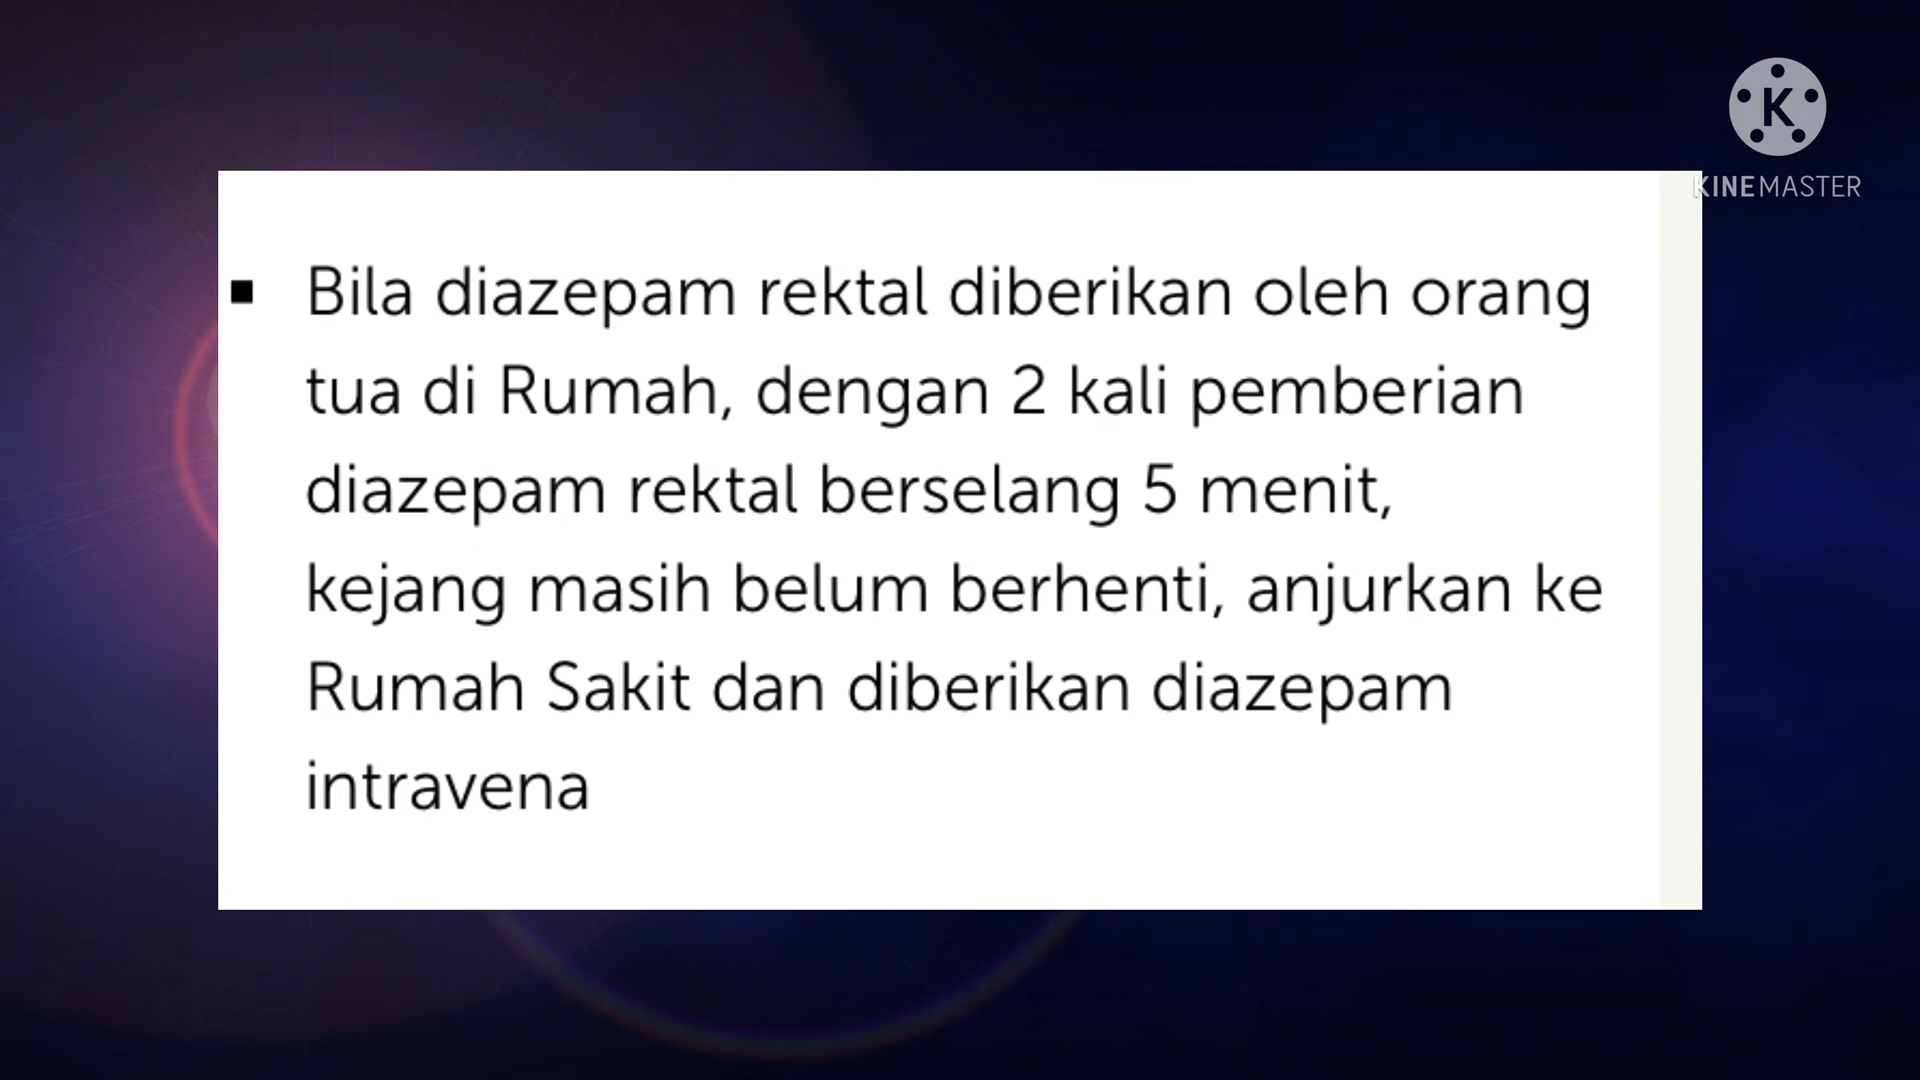 K
KINEMASTER
▪ Bila diazepam rektal diberikan oleh orang
tua di Rumah, dengan 2 kali pemberian
diazepam rektal berselang 5 menit,
kejang masih belum berhenti, anjurkan ke
Rumah Sakit dan diberikan diazepam
intravena